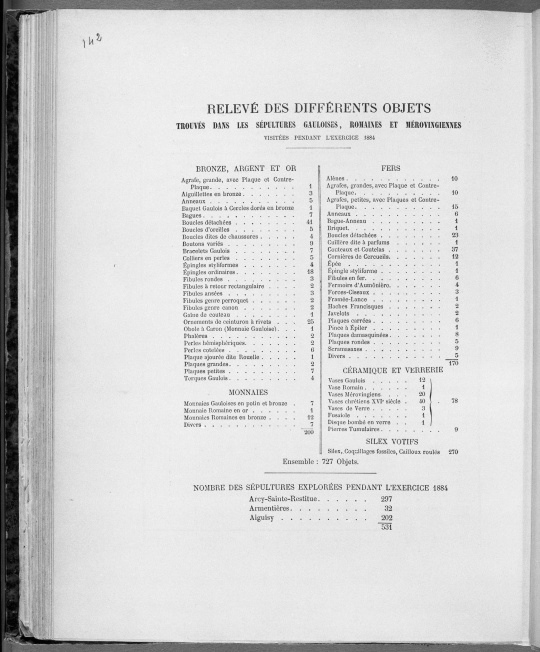 142
RELEVÉ DES DIFFÉRENTS OBJETS
TROUVÉS DANS LES SÉPULTURES GAULOISES, ROMAINES ET MÉROVINGIENNES
VISITÉES PENDANT L'EXERCICE 1884
BRONZE, ARGENT ET OR
Agrafe, grande, avec Plaque et Contre-
Plaque. . . . . . . . . . . 1
Aiguillettes en bronze . . . . . . 3
Anneaux . . . . . . . . . . . 5
Baquet Gaulois à Cercles dorés en bronze 1
Bagues . . . . . . . . . . . 7
Boucles détachées . . . . . . . 41
Boucles d'oreilles . . . . . . . 5
Boucles dites de chaussures . . . . 4
Boutons variés . . . . . . . . 9
Bracelets Gaulois . . . . . . . 7
Colliers en perles . . . . . . . 5
Épingles styliformes . . . . . . 4
Épingles ordinaires . . . . . . . 18
Fibules rondes . . . . . . . . 3
Fibules à retour rectangulaire . . . 2
Fibules ansées . . . . . . . . 3
Fibules genre perroquet . . . . . 2
Fibules genre canon . . . . . . 2
Gaîne de couteau . . . . . . . 1
Ornements de ceinturon à rivets . . . 25
Obole à Caron (Monnaie Gauloise) . . 1
Phalères . . . . . . . . . . 2
Perles hémisphériques. . . . . . 2
Perles cotelées . . . . . . . . 6
Plaque ajourée dite Rouelle . . . . 1
Plaques grandes . . . . . . . . 2
Plaques petites . . . . . . . . 7
Torques Gaulois . . . . . . . . 4
MONNAIES
Monnaies Gauloises en potin et bronze . 7
Monnaie Romaine en or . . . . . 1
Monnaies Romaines en bronze . . . . 22
Divers . . . . . . . . . . . 7
200
FERS
Alènes . . . . . . . . . . . 10
Agrafes, grandes, avec Plaque et Contre-
Plaque. . . . . . . . . . . 10
Agrafes, petites, avec Plaques et Contre-
Plaque. . . . . . . . . . . 15
Anneaux . . . . . . . . . . 6
Bague-Anneau . . . . . . . . 1
Briquet. . . . . . . . . . . 1
Boucles détachées . . . . . . . 23
Cuillère dite à parfums . . . . . 1
Couteaux et Coutelas . . . . . . 37
Cornières de Cercueils. . . . . . 12
Épée . . . . . . . . . . . 1
Épingle styliforme . . . . . . . 1
Fibules en fer. . . . . . . . . 6
Fermoirs d'Aumônière. . . . . . 4
Forces-Ciseaux . . . . . . . . 3
Framée-Lance . . . . . . . . 1
Haches Francisques . . . . . . 2
Javelots . . . . . . . . . . 2
Plaques carrées . . . . . . . . 6
Pince à Épiler . . . . . . . . 1
Plaques damasquinées . . . . . . 8
Plaques rondes . . . . . . . . 5
Scramasaxes . . . . . . . . . 9
Divers . . . . . . . . . . . 5
170
CÉRAMIQUE ET VERRERIE
Vases Gaulois . . . . 12
Vase Romain . . . . . 1
Vases Mérovingiens 20
Vases chrétiens XVIe siècle . 40 . 78
Vases de Verre . . . . 3
Fusaïole . . . . . . 1
Disque bombé en verre . . 1
Pierres Tumulaires . . . . . . . 9
SILEX VOTIFS
Silex, Coquillages fossiles, Cailloux roulés 270
Ensemble : 727 Objets.
NOMBRE DES SÉPULTURES EXPLORÉES PENDANT L'EXERCICE 1884
Arcy-Sainte-Restitue . . . . . . 297
Armentières . . . . . . . . . 32
Aiguisy . . . . . . . . . . 202
531